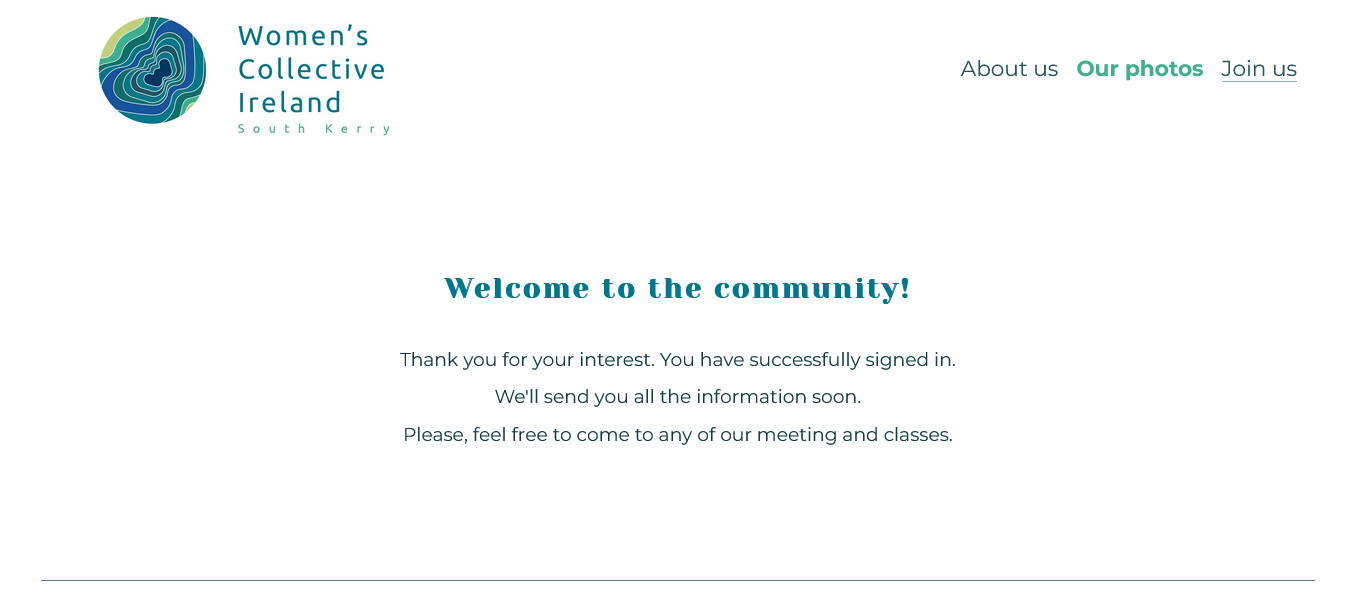 Women’s
Collective
Ireland
South Kerry
About us Our photos Join us
Welcome to the community!
Thank you for your interest. You have successfully signed in.
We'll send you all the information soon.
Please, feel free to come to any of our meeting and classes.